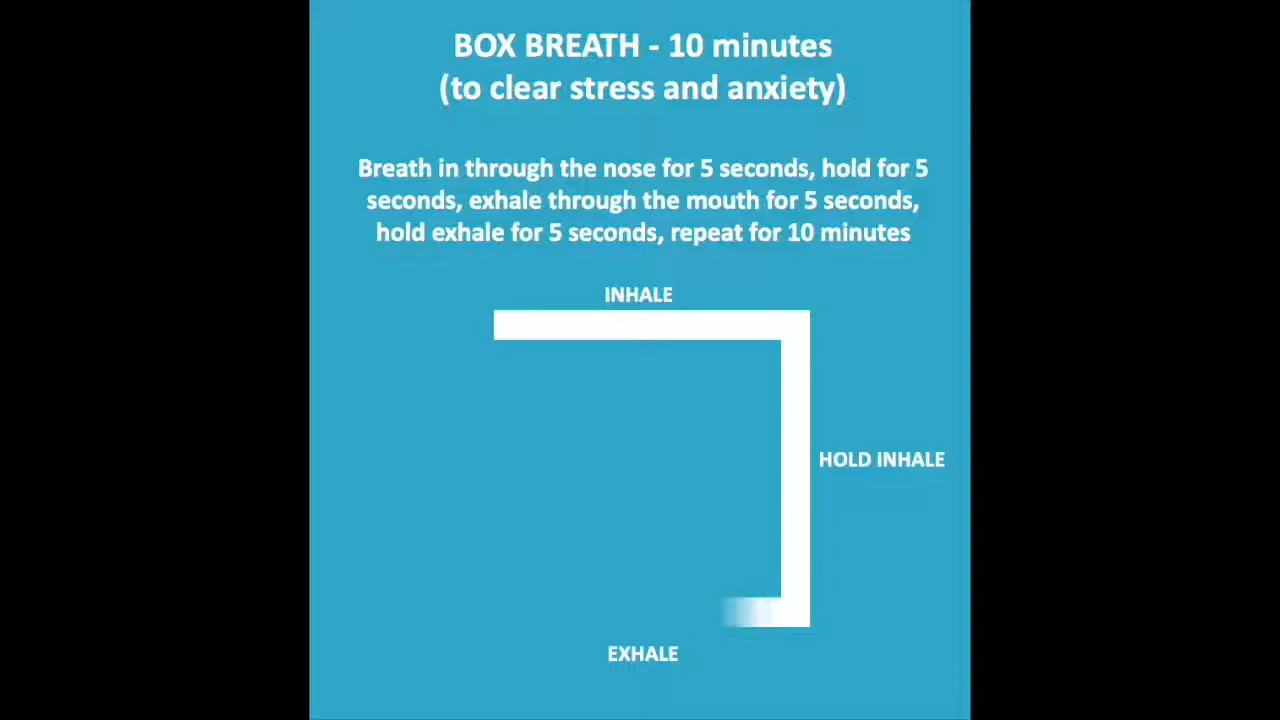 BOX BREATH - 10 minutes
(to clear stress and anxiety)
Breath in through the nose for 5 seconds, hold for 5
seconds, exhale through the mouth for 5 seconds,
hold exhale for 5 seconds, repeat for 10 minutes
INHALE
HOLD INHALE
EXHALE